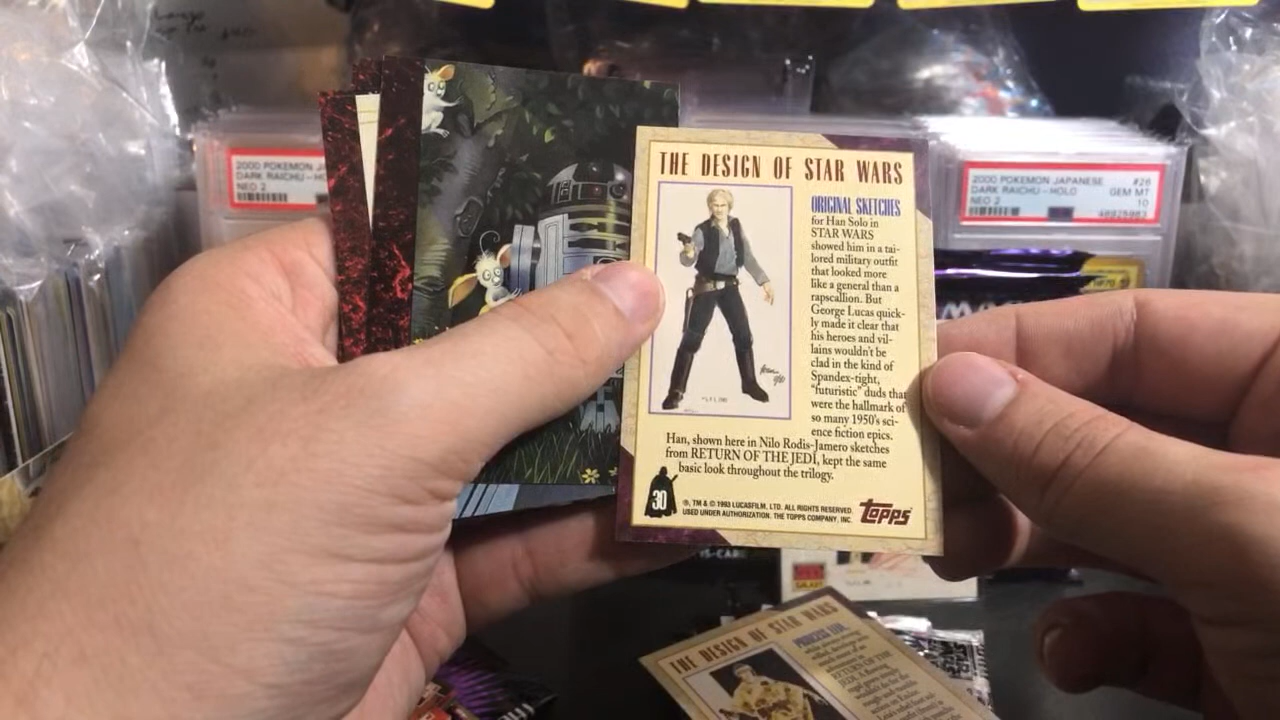 2000 POKEMON JA
DARK RAICHU-HO
NEO 2
2000 POKEMON JAPANESE #26
DARK RAICHU-HOLO GEM MT
NEO 2 10
THE DESIGN OF STAR WARS
ORIGINAL SKETCHES
for Han Solo in
STAR WARS
showed him in a tai-
lored military outfit
that looked more
like a general than a
rapscallion. But
George Lucas quick-
ly made it clear that
his heroes and vil-
lains wouldn't be
clad in the kind of
Spandex-tight,
"futuristic" duds that
were the hallmark of
so many 1950's sci-
ence fiction epics.
Han, shown here in Nilo Rodis-Jamero sketches
from RETURN OF THE JEDI, kept the same
basic look throughout the trilogy.
30
®, TM & © 1993 LUCASFILM, LTD. ALL RIGHTS RESERVED.
USED UNDER AUTHORIZATION. THE TOPPS COMPANY, INC.
TOPPS
THE DESIGN OF STAR WARS
PRINCESS LEIA